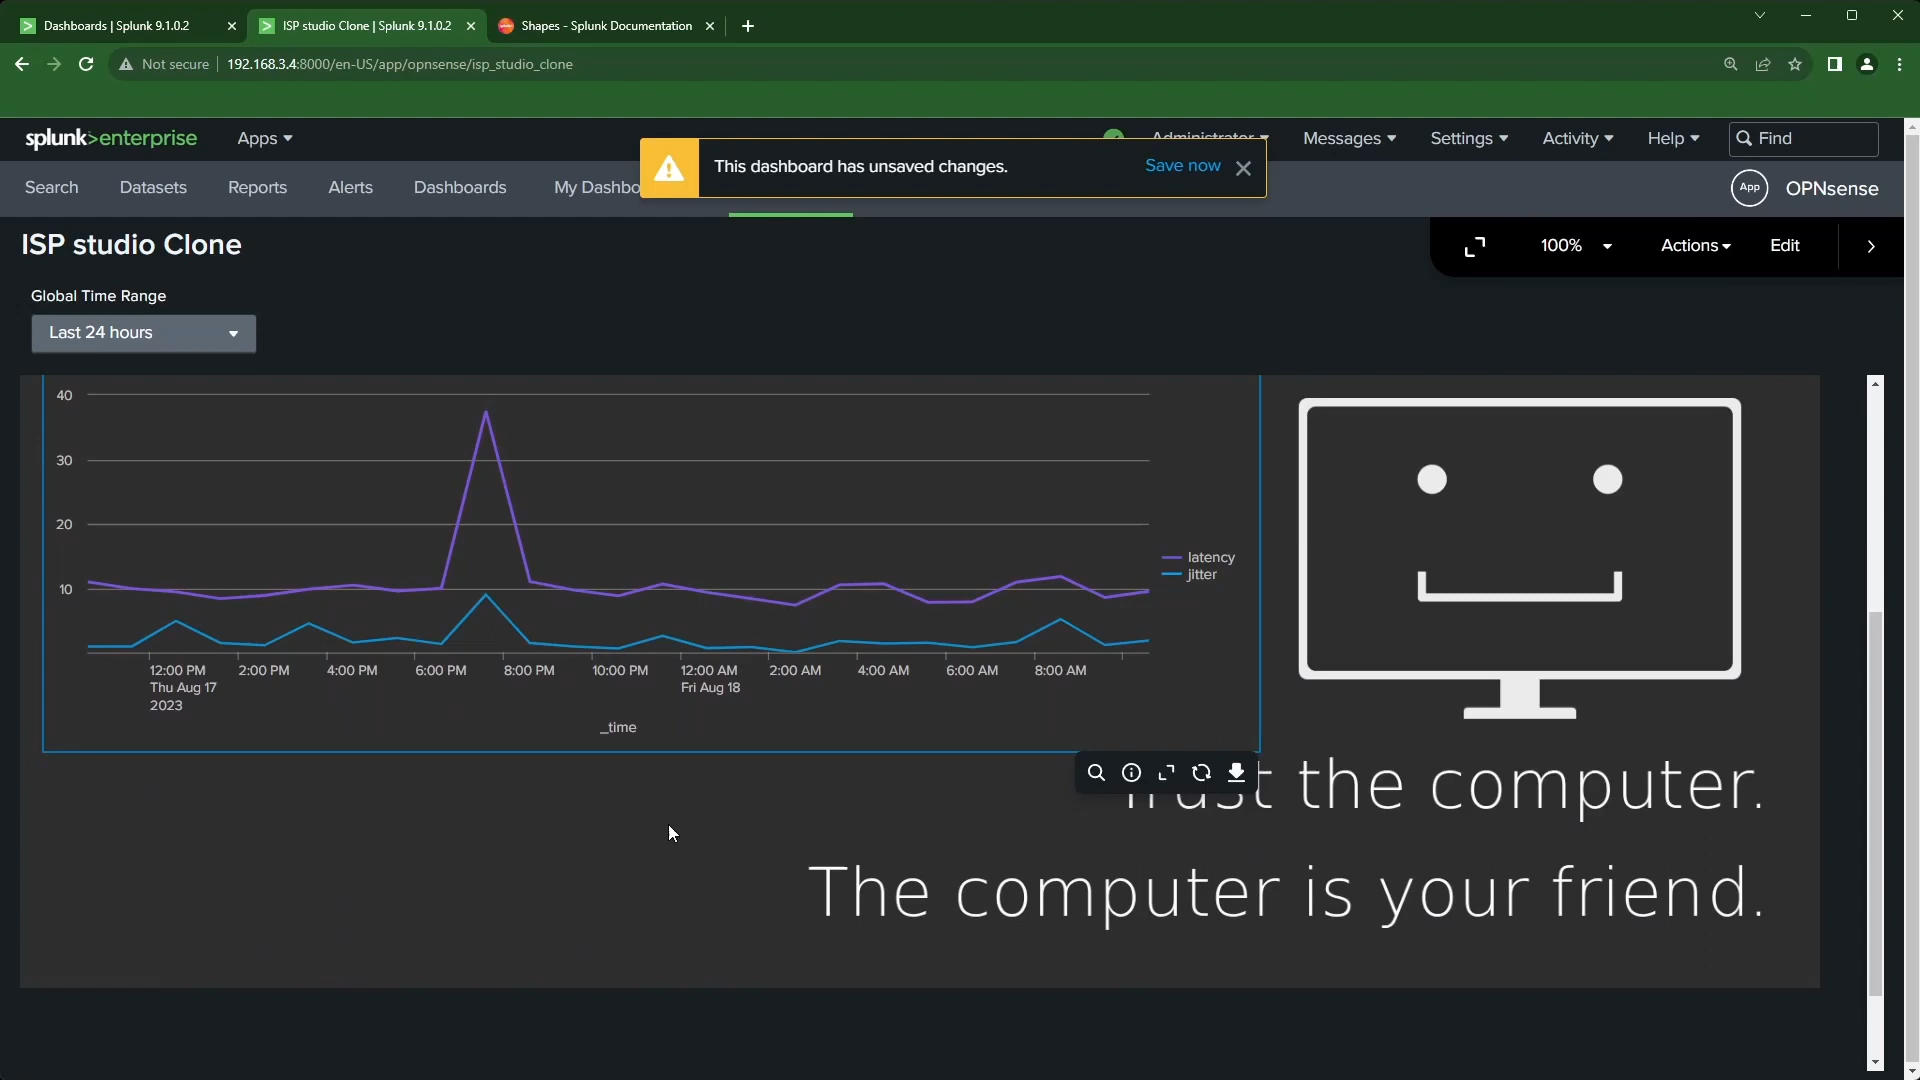 Dashboards | Splunk 9.1.0.2
ISP studio Clone | Splunk 9.1.0.2
Shapes - Splunk Documentation
Not secure
192.168.3.4:8000/en-US/app/opnsense/isp_studio_clone
splunk>enterprise
Apps
Administrator
Messages
Settings
Activity
Help
Find
This dashboard has unsaved changes.
Save now
Search
Datasets
Reports
Alerts
Dashboards
My Dashbo
App
OPNsense
ISP studio Clone
100%
Actions
Edit
Global Time Range
Last 24 hours
40
30
20
10
latency
jitter
12:00 PM
Thu Aug 17
2023
2:00 PM
4:00 PM
6:00 PM
8:00 PM
10:00 PM
12:00 AM
Fri Aug 18
2:00 AM
4:00 AM
6:00 AM
8:00 AM
_time
Trust the computer.
The computer is your friend.